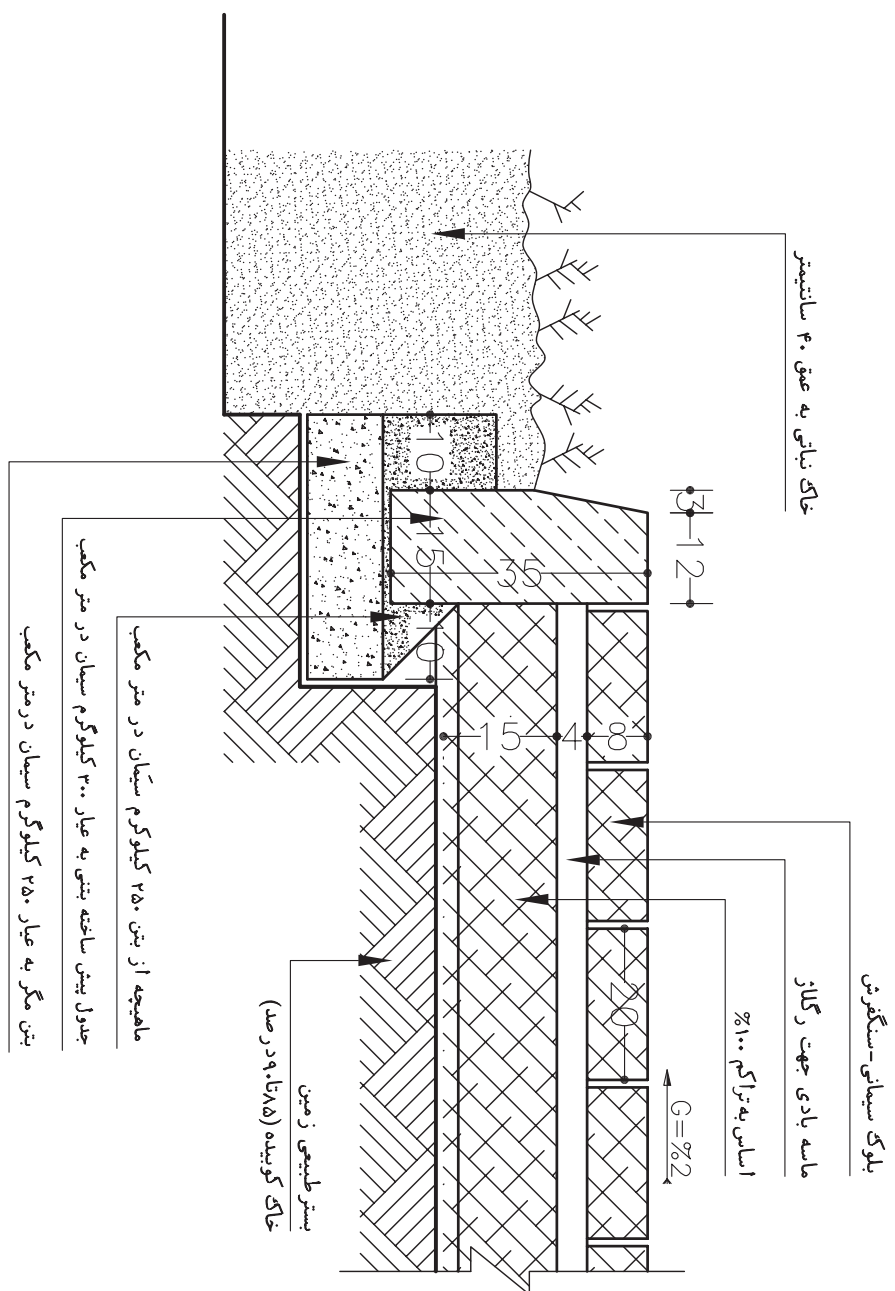 خاک نباتی به عمق ۴۰ سانتیمتر
3
12
10
15
10
35
15
4
8
20
G=%2
بلوک سیمانی-سنگفرش
ماسه بادی جهت رگلاژ
اساس به تراکم ۱۰۰%
بستر طبیعی زمین
خاک کوبیده (۸۵تا۹۰درصد)
ماهیچه از بتن ۲۵۰ کیلوگرم سیمان در متر مکعب
جدول پیش ساخته بتنی به عیار ۳۰۰ کیلوگرم سیمان در متر مکعب
بتن مگر به عیار ۲۵۰ کیلوگرم سیمان درمتر مکعب